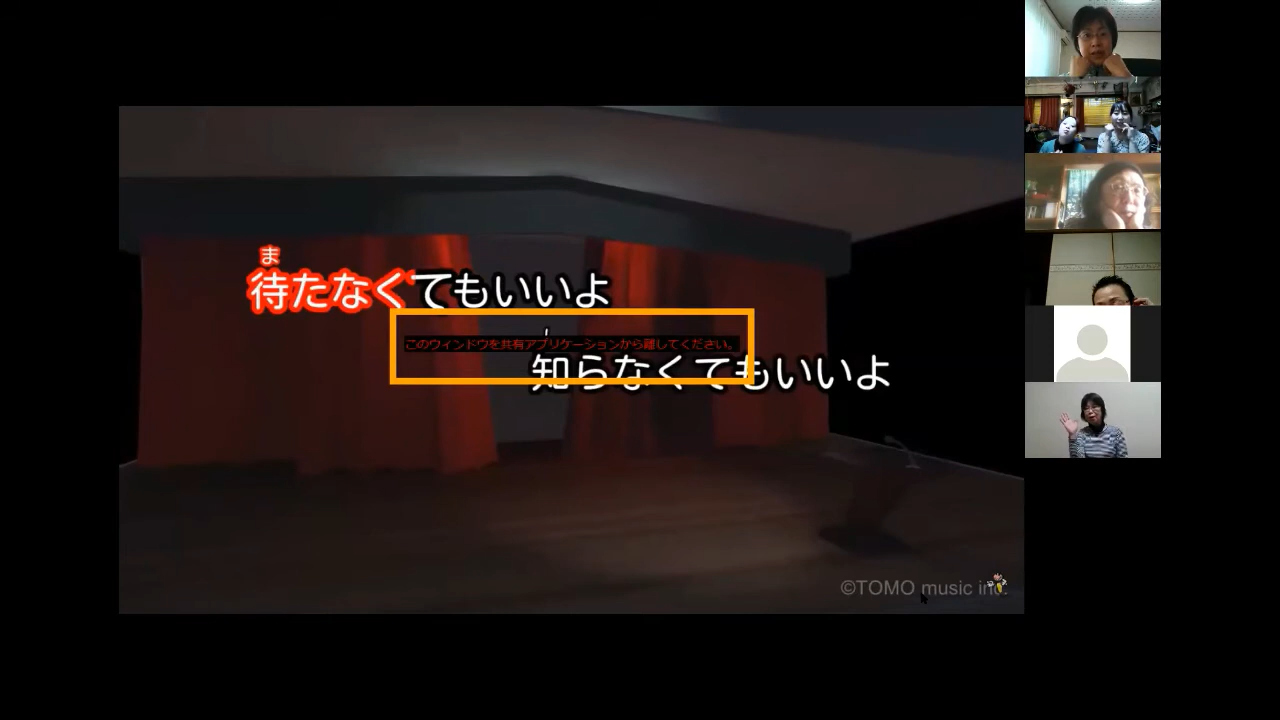 ま
待たなくてもいいよ
このウィンドウを共有アプリケーションから離してください。
し
知らなくてもいいよ
©TOMO music inc.